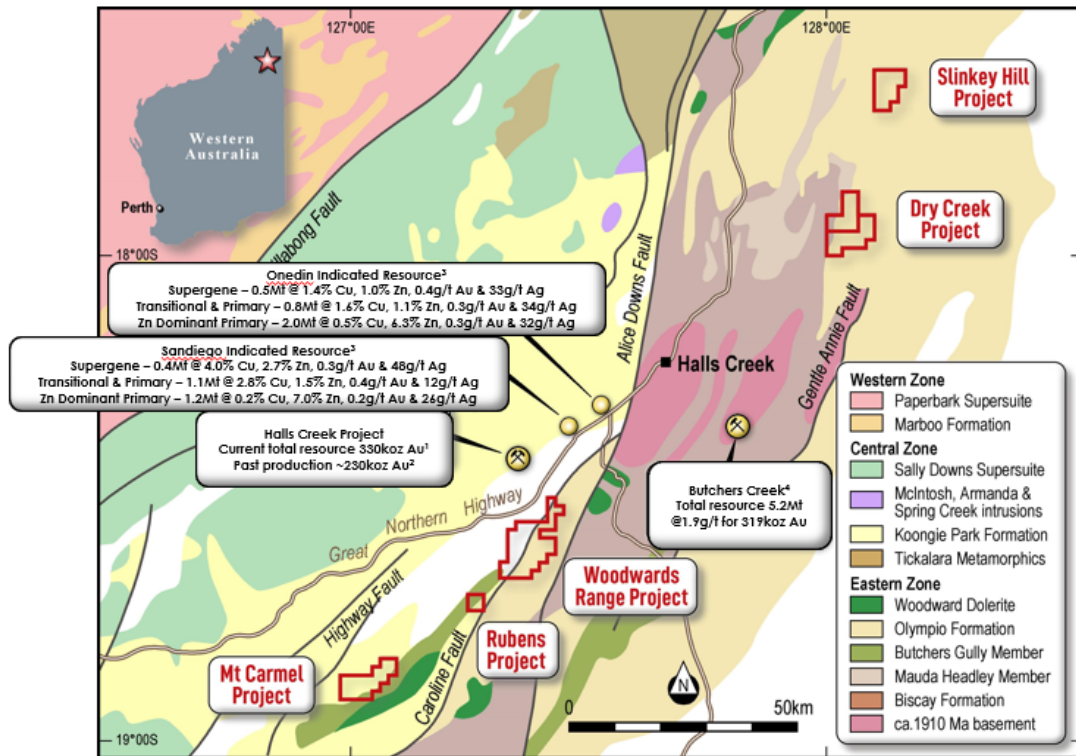 127°00'E
128°00'E
Western
Australia
Perth
Slinkey Hill
Project
Dry Creek
Project
18°00'S
llabong Fault
Onedin Indicated Resource³
Supergene – 0.5Mt @ 1.4% Cu, 1.0% Zn, 0.4g/t Au & 33g/t Ag
Transitional & Primary – 0.8Mt @ 1.6% Cu, 1.1% Zn, 0.3g/t Au & 34g/t Ag
Zn Dominant Primary – 2.0Mt @ 0.5% Cu, 6.3% Zn, 0.3g/t Au & 32g/t Ag
Alice Downs Fault
Gentle Annie Fault
Sandiego Indicated Resource³
Supergene – 0.4Mt @ 4.0% Cu, 2.7% Zn, 0.3g/t Au & 48g/t Ag
Transitional & Primary – 1.1Mt @ 2.8% Cu, 1.5% Zn, 0.4g/t Au & 12g/t Ag
Zn Dominant Primary – 1.2Mt @ 0.2% Cu, 7.0% Zn, 0.2g/t Au & 26g/t Ag
Halls Creek
Halls Creek Project
Current total resource 330koz Au¹
Past production ~230koz Au²
Butchers Creek⁴
Total resource 5.2Mt
@1.9g/t for 319koz Au
Great Northern Highway
Highway Fault
Caroline Fault
Woodwards
Range Project
Rubens
Project
Mt Carmel
Project
N
0
50km
19°00'S
Western Zone
Paperbark Supersuite
Marboo Formation
Central Zone
Sally Downs Supersuite
McIntosh, Armanda &
Spring Creek intrusions
Koongie Park Formation
Tickalara Metamorphics
Eastern Zone
Woodward Dolerite
Olympio Formation
Butchers Gully Member
Mauda Headley Member
Biscay Formation
ca.1910 Ma basement